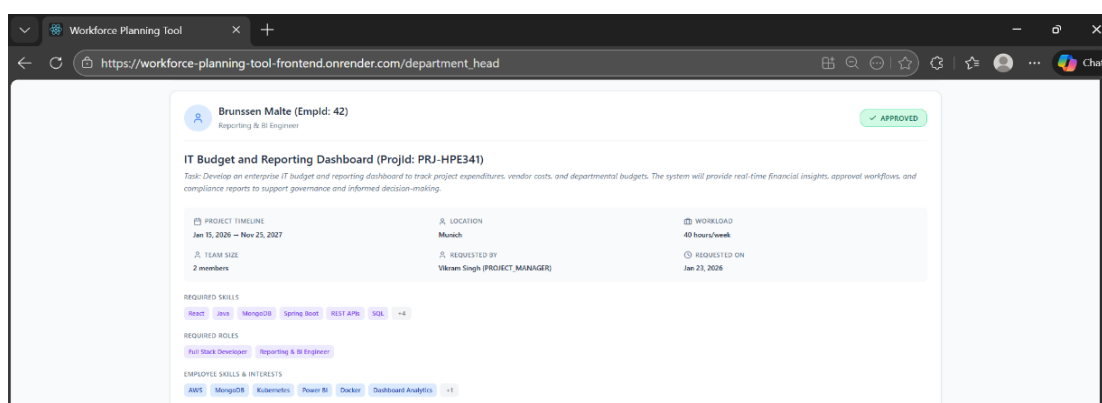 Workforce Planning Tool
https://workforce-planning-tool-frontend.onrender.com/department_head
Chat
Brunssen Malte (EmpId: 42)
Reporting & BI Engineer
APPROVED
IT Budget and Reporting Dashboard (ProjId: PRJ-HPE341)
Task: Develop an enterprise IT budget and reporting dashboard to track project expenditures, vendor costs, and departmental budgets. The system will provide real-time financial insights, approval workflows, and
compliance reports to support governance and informed decision-making.
PROJECT TIMELINE LOCATION WORKLOAD
Jan 15, 2026 — Nov 25, 2027 Munich 40 hours/week
TEAM SIZE REQUESTED BY REQUESTED ON
2 members Vikram Singh (PROJECT_MANAGER) Jan 23, 2026
REQUIRED SKILLS
React Java MongoDB Spring Boot REST APIs SQL +4
REQUIRED ROLES
Full Stack Developer Reporting & BI Engineer
EMPLOYEE SKILLS & INTERESTS
AWS MongoDB Kubernetes Power BI Docker Dashboard Analytics +1